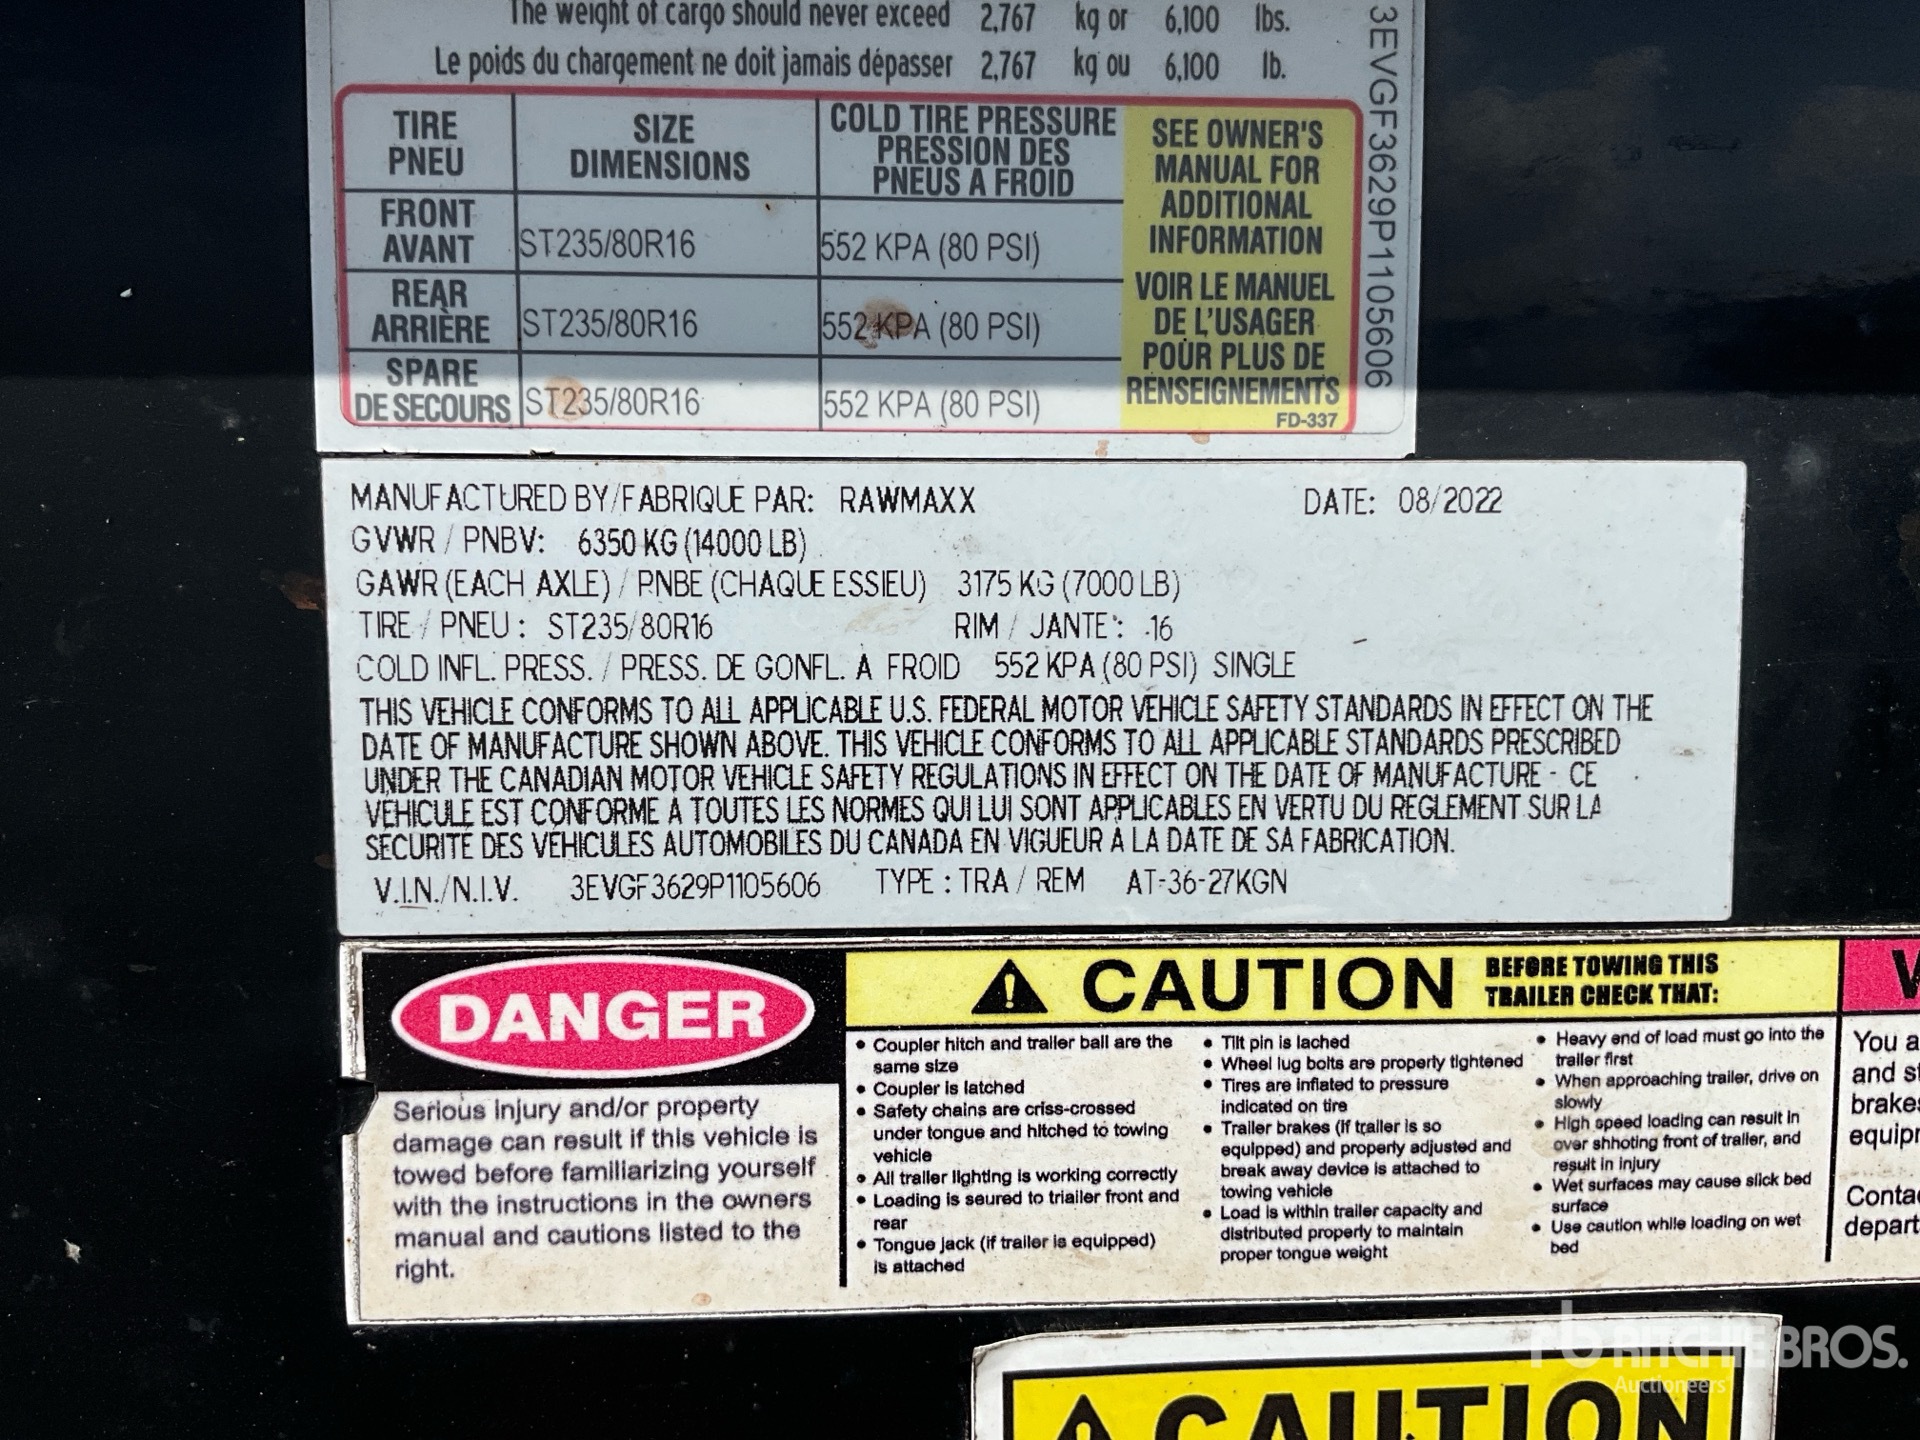 The weight of cargo should never exceed 2,767 kg or 6,100 lbs.
Le poids du chargement ne doit jamais dépasser 2,767 kg ou 6,100 lb.
TIRE
PNEU
SIZE
DIMENSIONS
COLD TIRE PRESSURE
PRESSION DES
PNEUS A FROID
SEE OWNER'S
MANUAL FOR
ADDITIONAL
INFORMATION
VOIR LE MANUEL
DE L'USAGER
POUR PLUS DE
RENSEIGNEMENTS
FD-337
FRONT
AVANT
ST235/80R16
552 KPA (80 PSI)
REAR
ARRIÈRE
ST235/80R16
552 KPA (80 PSI)
SPARE
DE SECOURS
ST235/80R16
552 KPA (80 PSI)
3EVGF3629P1105606
MANUFACTURED BY/FABRIQUE PAR: RAWMAXX DATE: 08/2022
GVWR / PNBV: 6350 KG (14000 LB)
GAWR (EACH AXLE) / PNBE (CHAQUE ESSIEU) 3175 KG (7000 LB)
TIRE / PNEU : ST235/80R16 RIM / JANTE : 16
COLD INFL. PRESS. / PRESS. DE GONFL. A FROID 552 KPA (80 PSI) SINGLE
THIS VEHICLE CONFORMS TO ALL APPLICABLE U.S. FEDERAL MOTOR VEHICLE SAFETY STANDARDS IN EFFECT ON THE
DATE OF MANUFACTURE SHOWN ABOVE. THIS VEHICLE CONFORMS TO ALL APPLICABLE STANDARDS PRESCRIBED
UNDER THE CANADIAN MOTOR VEHICLE SAFETY REGULATIONS IN EFFECT ON THE DATE OF MANUFACTURE - CE
VEHICULE EST CONFORME A TOUTES LES NORMES QUI LUI SONT APPLICABLES EN VERTU DU REGLEMENT SUR LA
SECURITE DES VEHICULES AUTOMOBILES DU CANADA EN VIGUEUR A LA DATE DE SA FABRICATION.
V.I.N./N.I.V. 3EVGF3629P1105606 TYPE : TRA / REM AT-36-27KGN
DANGER
Serious injury and/or property
damage can result if this vehicle is
towed before familiarizing yourself
with the instructions in the owners
manual and cautions listed to the
right.
CAUTION BEFORE TOWING THIS
TRAILER CHECK THAT:
• Coupler hitch and trailer ball are the
same size
• Coupler is latched
• Safety chains are criss-crossed
under tongue and hitched to towing
vehicle
• All trailer lighting is working correctly
• Loading is seured to trialler front and
rear
• Tongue jack (if trailer is equipped)
is attached
• Tilt pin is lached
• Wheel lug bolts are properly tightened
• Tires are inflated to pressure
indicated on tire
• Trailer brakes (if trailer is so
equipped) and properly adjusted and
break away device is attached to
towing vehicle
• Load is within trailer capacity and
distributed properly to maintain
proper tongue weight
• Heavy end of load must go into the
trailer first
• When approaching trailer, drive on
slowly
• High speed loading can result in
over shhoting front of trailer, and
result in injury
• Wet surfaces may cause slick bed
surface
• Use caution while loading on wet
bed
You a
and st
brakes
equipr
Conta
depart
CAUTION
rb RITCHIE BROS.
Auctioneers